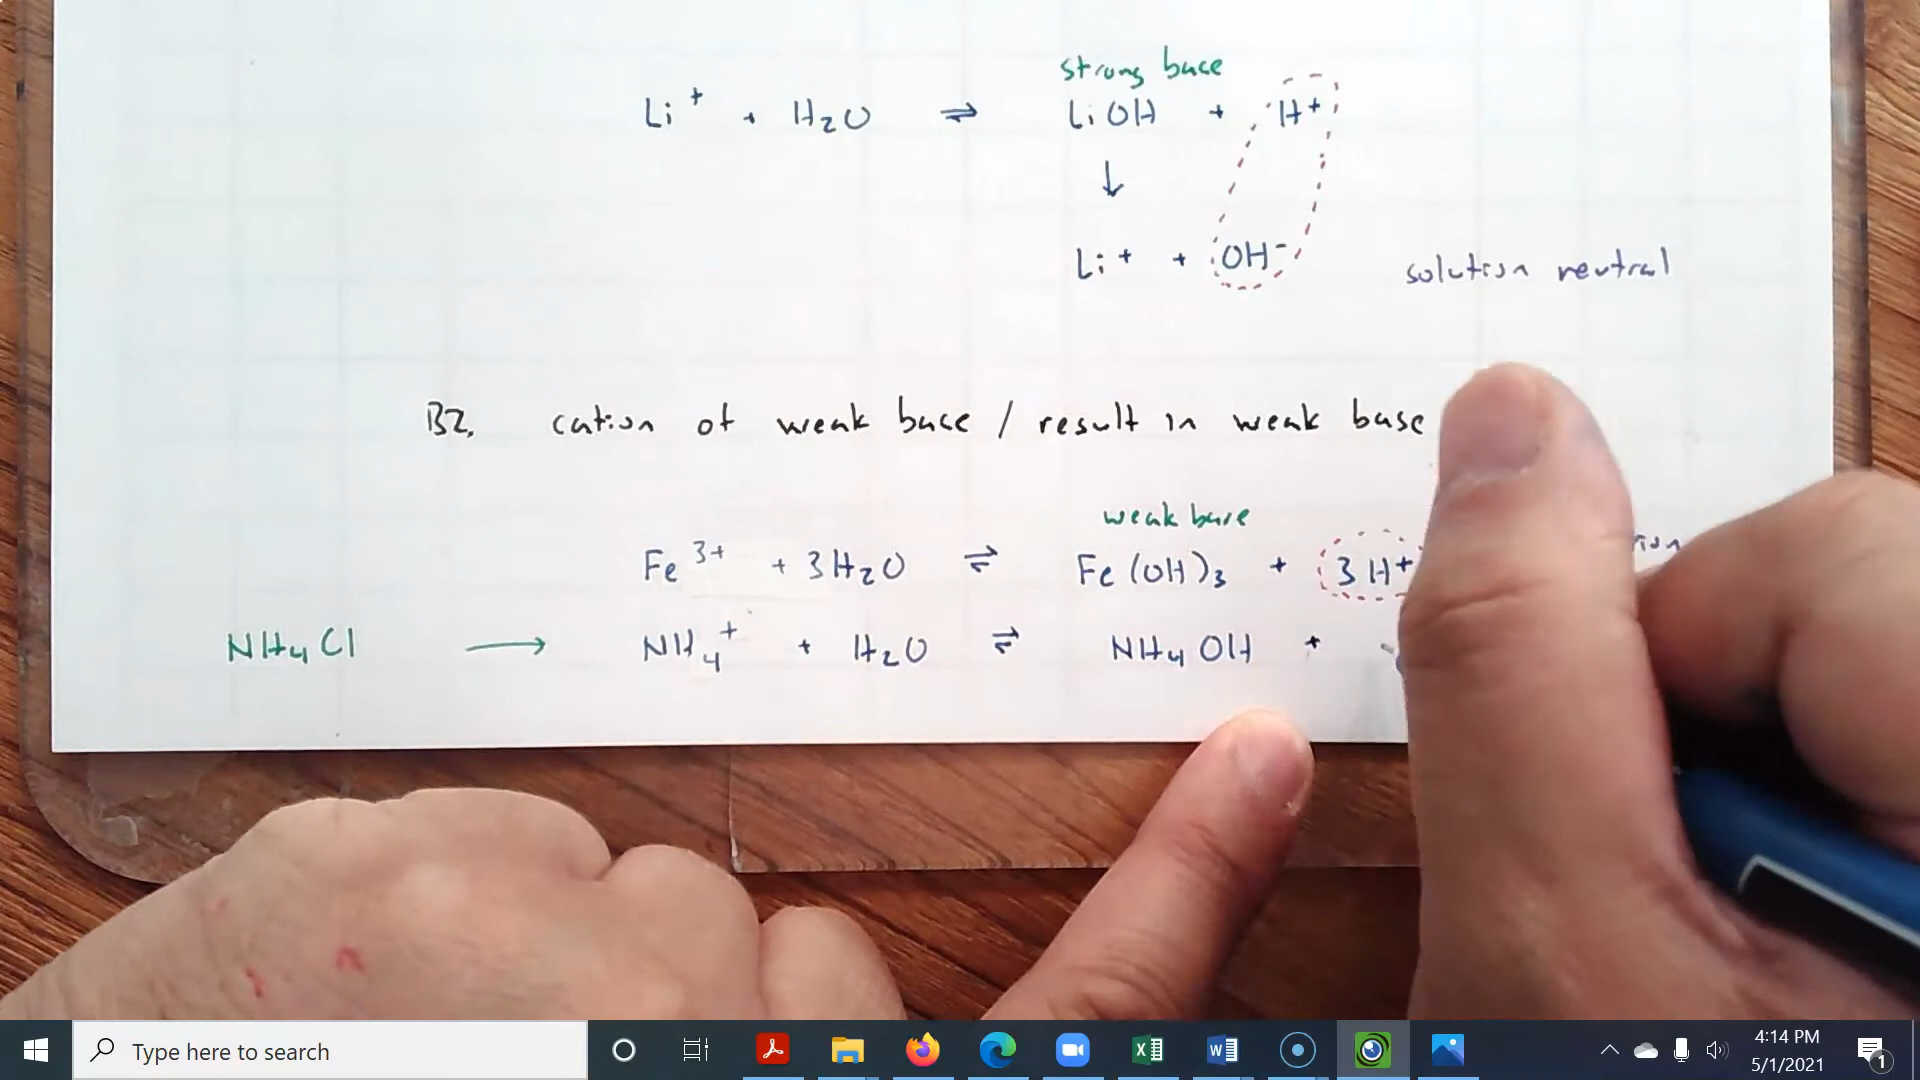 strong base
Li⁺ + H₂O ⇌ LiOH + H⁺
↓
Li⁺ + OH⁻
solution neutral
B2. cation of weak base / result in weak base
weak base
Fe³⁺ + 3H₂O ⇌ Fe(OH)₃ + 3H⁺
NH₄Cl → NH₄⁺ + H₂O ⇌ NH₄OH +
Type here to search
4:14 PM
5/1/2021
1